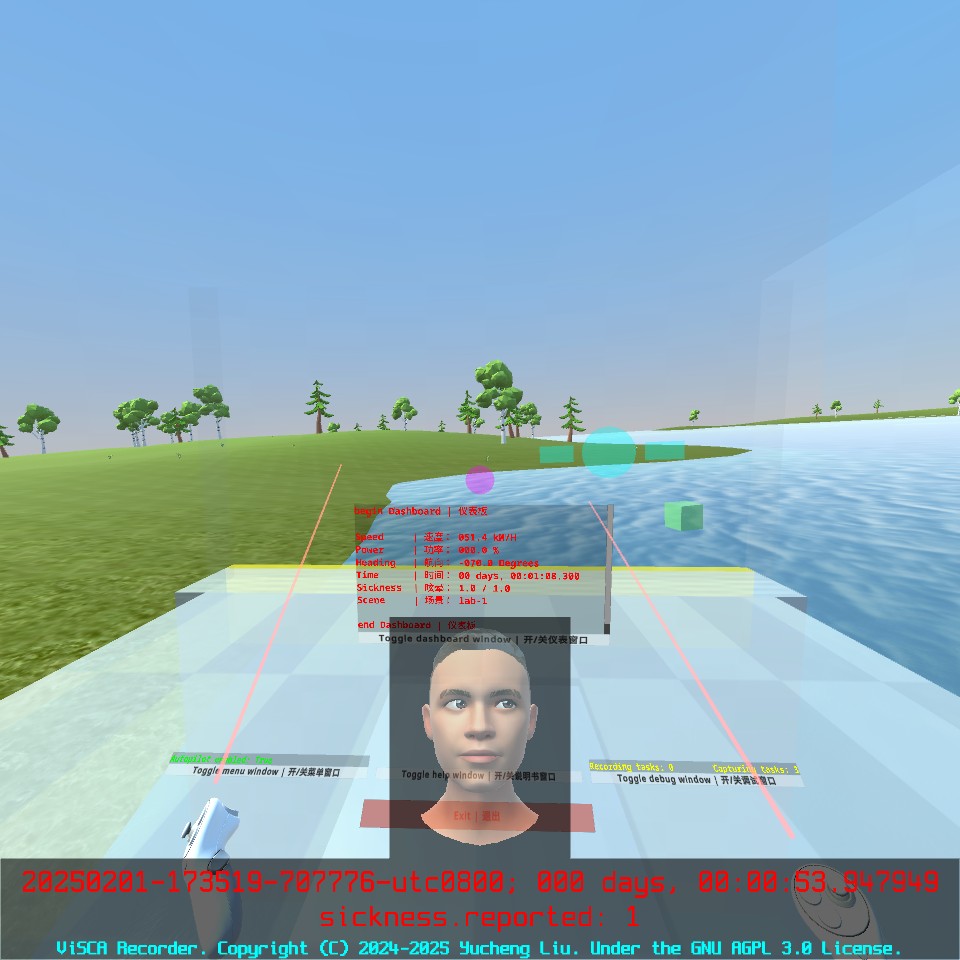 Begin Dashboard | 仪表板
Speed | 速度: 051.4 kM/H
Power | 功率: 000.0 %
Heading | 航向: -070.0 Degrees
Time | 时间: 00 days, 00:01:08.300
Sickness | 眩晕: 1.0 / 1.0
Scene | 场景: lab-1
End Dashboard | 仪表板
Toggle dashboard window | 开/关仪表窗口
Autopilot enabled: True
Toggle menu window | 开/关菜单窗口
Toggle help window | 开/关说明书窗口
Recording tasks: 0 Capturing tasks: 3
Toggle debug window | 开/关调试窗口
Exit | 退出
20250201-173519-707776-utc0800; 000 days, 00:00:53.947949
sickness.reported: 1
ViSCA Recorder. Copyright (C) 2024-2025 Yucheng Liu. Under the GNU AGPL 3.0 License.